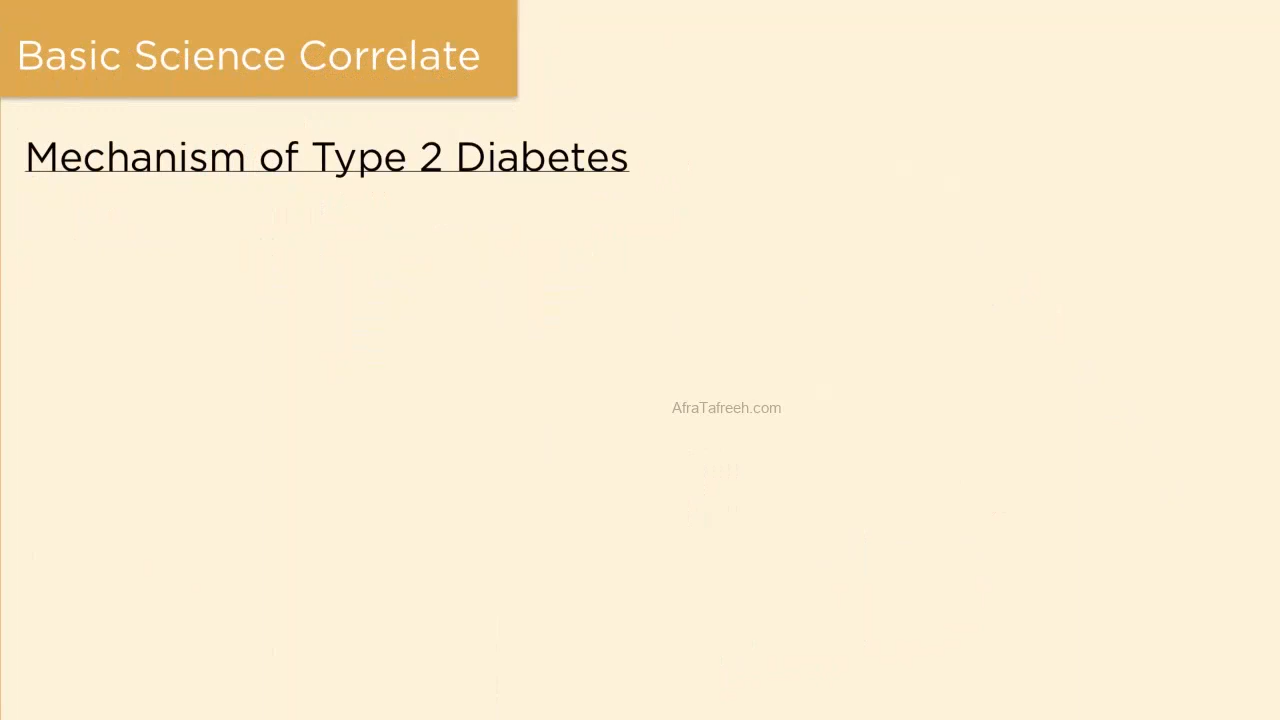 Basic Science Correlate
Mechanism of Type 2 Diabetes
AfraTafreeh.com